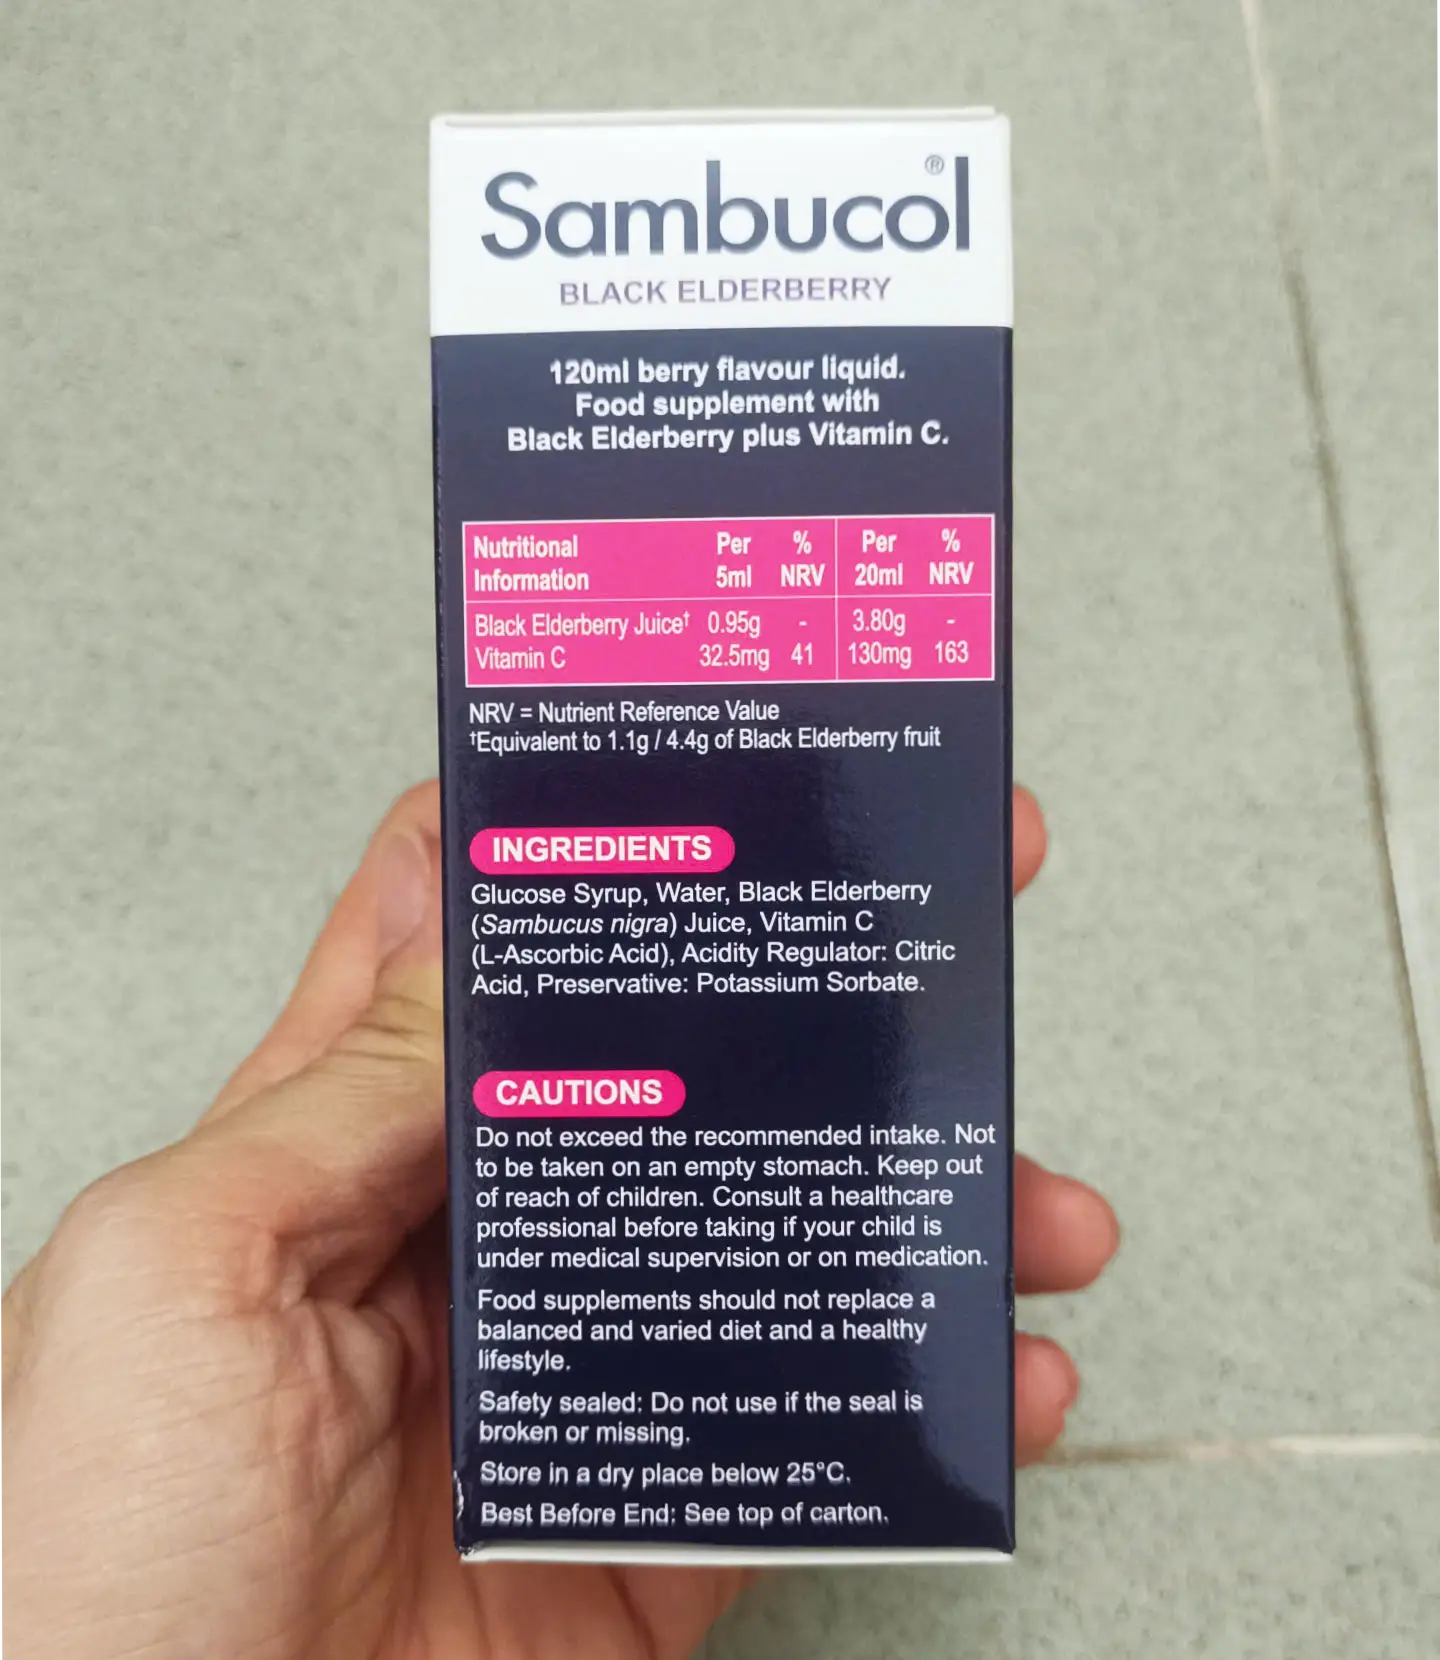 Sambucol®
BLACK ELDERBERRY
120ml berry flavour liquid.
Food supplement with
Black Elderberry plus Vitamin C.
Nutritional Per % Per %
Information 5ml NRV 20ml NRV
Black Elderberry Juice† 0.95g - 3.80g -
Vitamin C 32.5mg 41 130mg 163
NRV = Nutrient Reference Value
†Equivalent to 1.1g / 4.4g of Black Elderberry fruit
INGREDIENTS
Glucose Syrup, Water, Black Elderberry
(Sambucus nigra) Juice, Vitamin C
(L-Ascorbic Acid), Acidity Regulator: Citric
Acid, Preservative: Potassium Sorbate.
CAUTIONS
Do not exceed the recommended intake. Not
to be taken on an empty stomach. Keep out
of reach of children. Consult a healthcare
professional before taking if your child is
under medical supervision or on medication.
Food supplements should not replace a
balanced and varied diet and a healthy
lifestyle.
Safety sealed: Do not use if the seal is
broken or missing.
Store in a dry place below 25°C.
Best Before End: See top of carton.